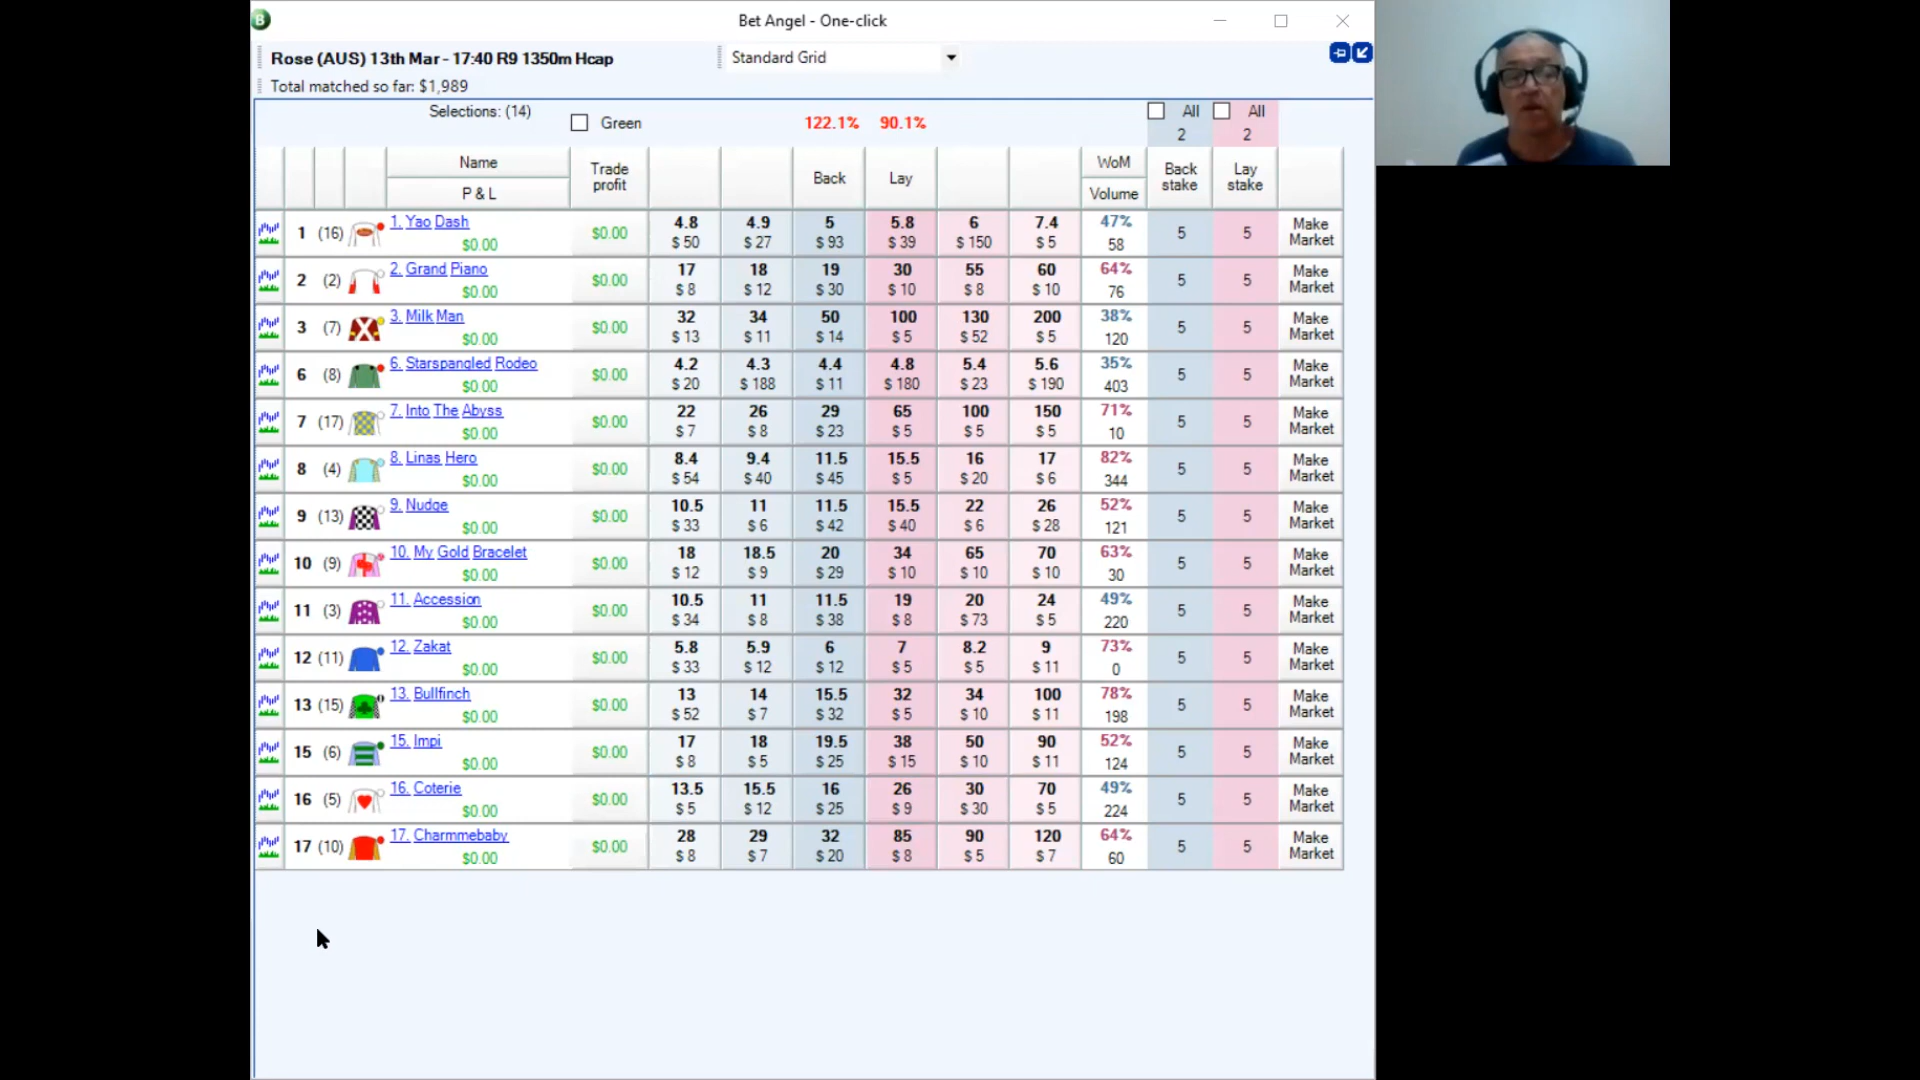 Bet Angel - One-click
Rose (AUS) 13th Mar - 17:40 R9 1350m Hcap
Standard Grid
Total matched so far: $1,989
Selections: (14)
Green
122.1% 90.1%
All All
2 2
Name
P & L
Trade profit
Back Lay
WoM
Volume
Back stake
Lay stake
1 (16) 1. Yao Dash $0.00 $0.00 4.8 4.9 5 5.8 6 7.4 47% 5 5 Make Market
$ 50 $ 27 $ 93 $ 39 $ 150 $ 5 58
2 (2) 2. Grand Piano $0.00 $0.00 17 18 19 30 55 60 64% 5 5 Make Market
$ 8 $ 12 $ 30 $ 10 $ 8 $ 10 76
3 (7) 3. Milk Man $0.00 $0.00 32 34 50 100 130 200 38% 5 5 Make Market
$ 13 $ 11 $ 14 $ 5 $ 52 $ 5 120
6 (8) 6. Starspangled Rodeo $0.00 $0.00 4.2 4.3 4.4 4.8 5.4 5.6 35% 5 5 Make Market
$ 20 $ 188 $ 11 $ 180 $ 23 $ 190 403
7 (17) 7. Into The Abyss $0.00 $0.00 22 26 29 65 100 150 71% 5 5 Make Market
$ 7 $ 8 $ 23 $ 5 $ 5 $ 5 10
8 (4) 8. Linas Hero $0.00 $0.00 8.4 9.4 11.5 15.5 16 17 82% 5 5 Make Market
$ 54 $ 40 $ 45 $ 5 $ 20 $ 6 344
9 (13) 9. Nudge $0.00 $0.00 10.5 11 11.5 15.5 22 26 52% 5 5 Make Market
$ 33 $ 6 $ 42 $ 40 $ 6 $ 28 121
10 (9) 10. My Gold Bracelet $0.00 $0.00 18 18.5 20 34 65 70 63% 5 5 Make Market
$ 12 $ 9 $ 29 $ 10 $ 10 $ 10 30
11 (3) 11. Accession $0.00 $0.00 10.5 11 11.5 19 20 24 49% 5 5 Make Market
$ 34 $ 8 $ 38 $ 8 $ 73 $ 5 220
12 (11) 12. Zakat $0.00 $0.00 5.8 5.9 6 7 8.2 9 73% 5 5 Make Market
$ 33 $ 12 $ 12 $ 5 $ 5 $ 11 0
13 (15) 13. Bullfinch $0.00 $0.00 13 14 15.5 32 34 100 78% 5 5 Make Market
$ 52 $ 7 $ 32 $ 5 $ 10 $ 11 198
15 (6) 15. Impi $0.00 $0.00 17 18 19.5 38 50 90 52% 5 5 Make Market
$ 8 $ 5 $ 25 $ 15 $ 10 $ 11 124
16 (5) 16. Coterie $0.00 $0.00 13.5 15.5 16 26 30 70 49% 5 5 Make Market
$ 5 $ 12 $ 25 $ 9 $ 30 $ 5 224
17 (10) 17. Charmmebaby $0.00 $0.00 28 29 32 85 90 120 64% 5 5 Make Market
$ 8 $ 7 $ 20 $ 8 $ 5 $ 7 60